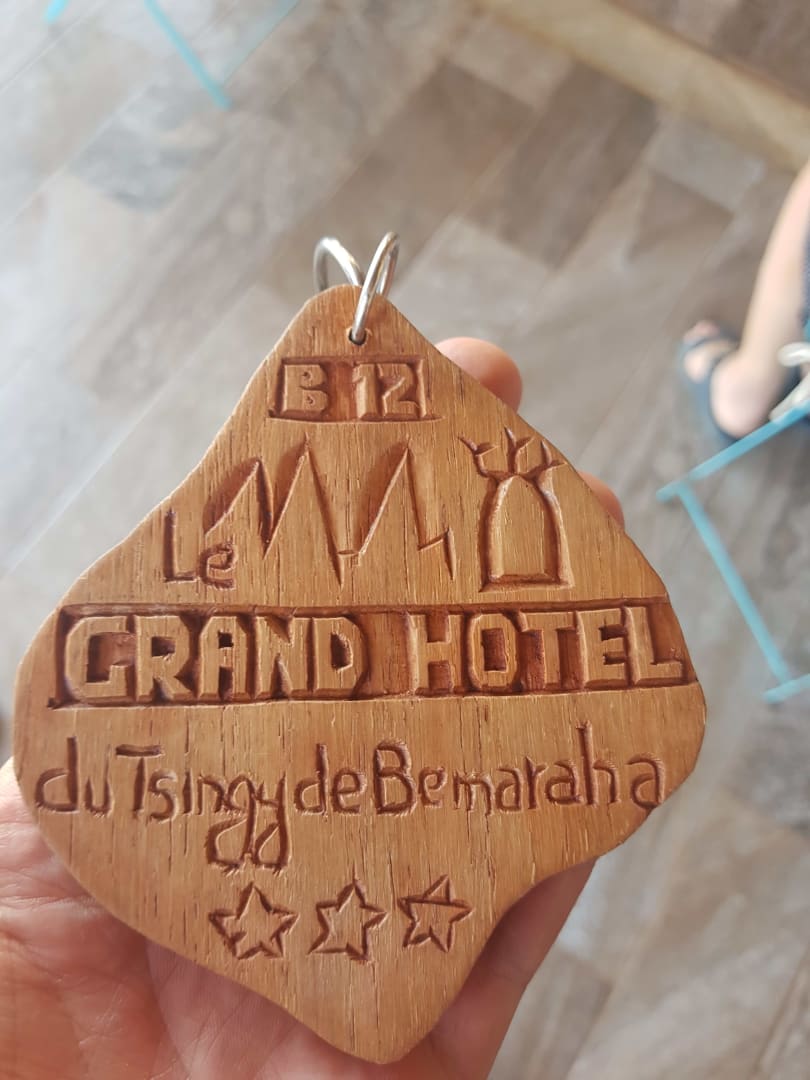 B 12
Le
GRAND HOTEL
du Tsingy de Bemaraha